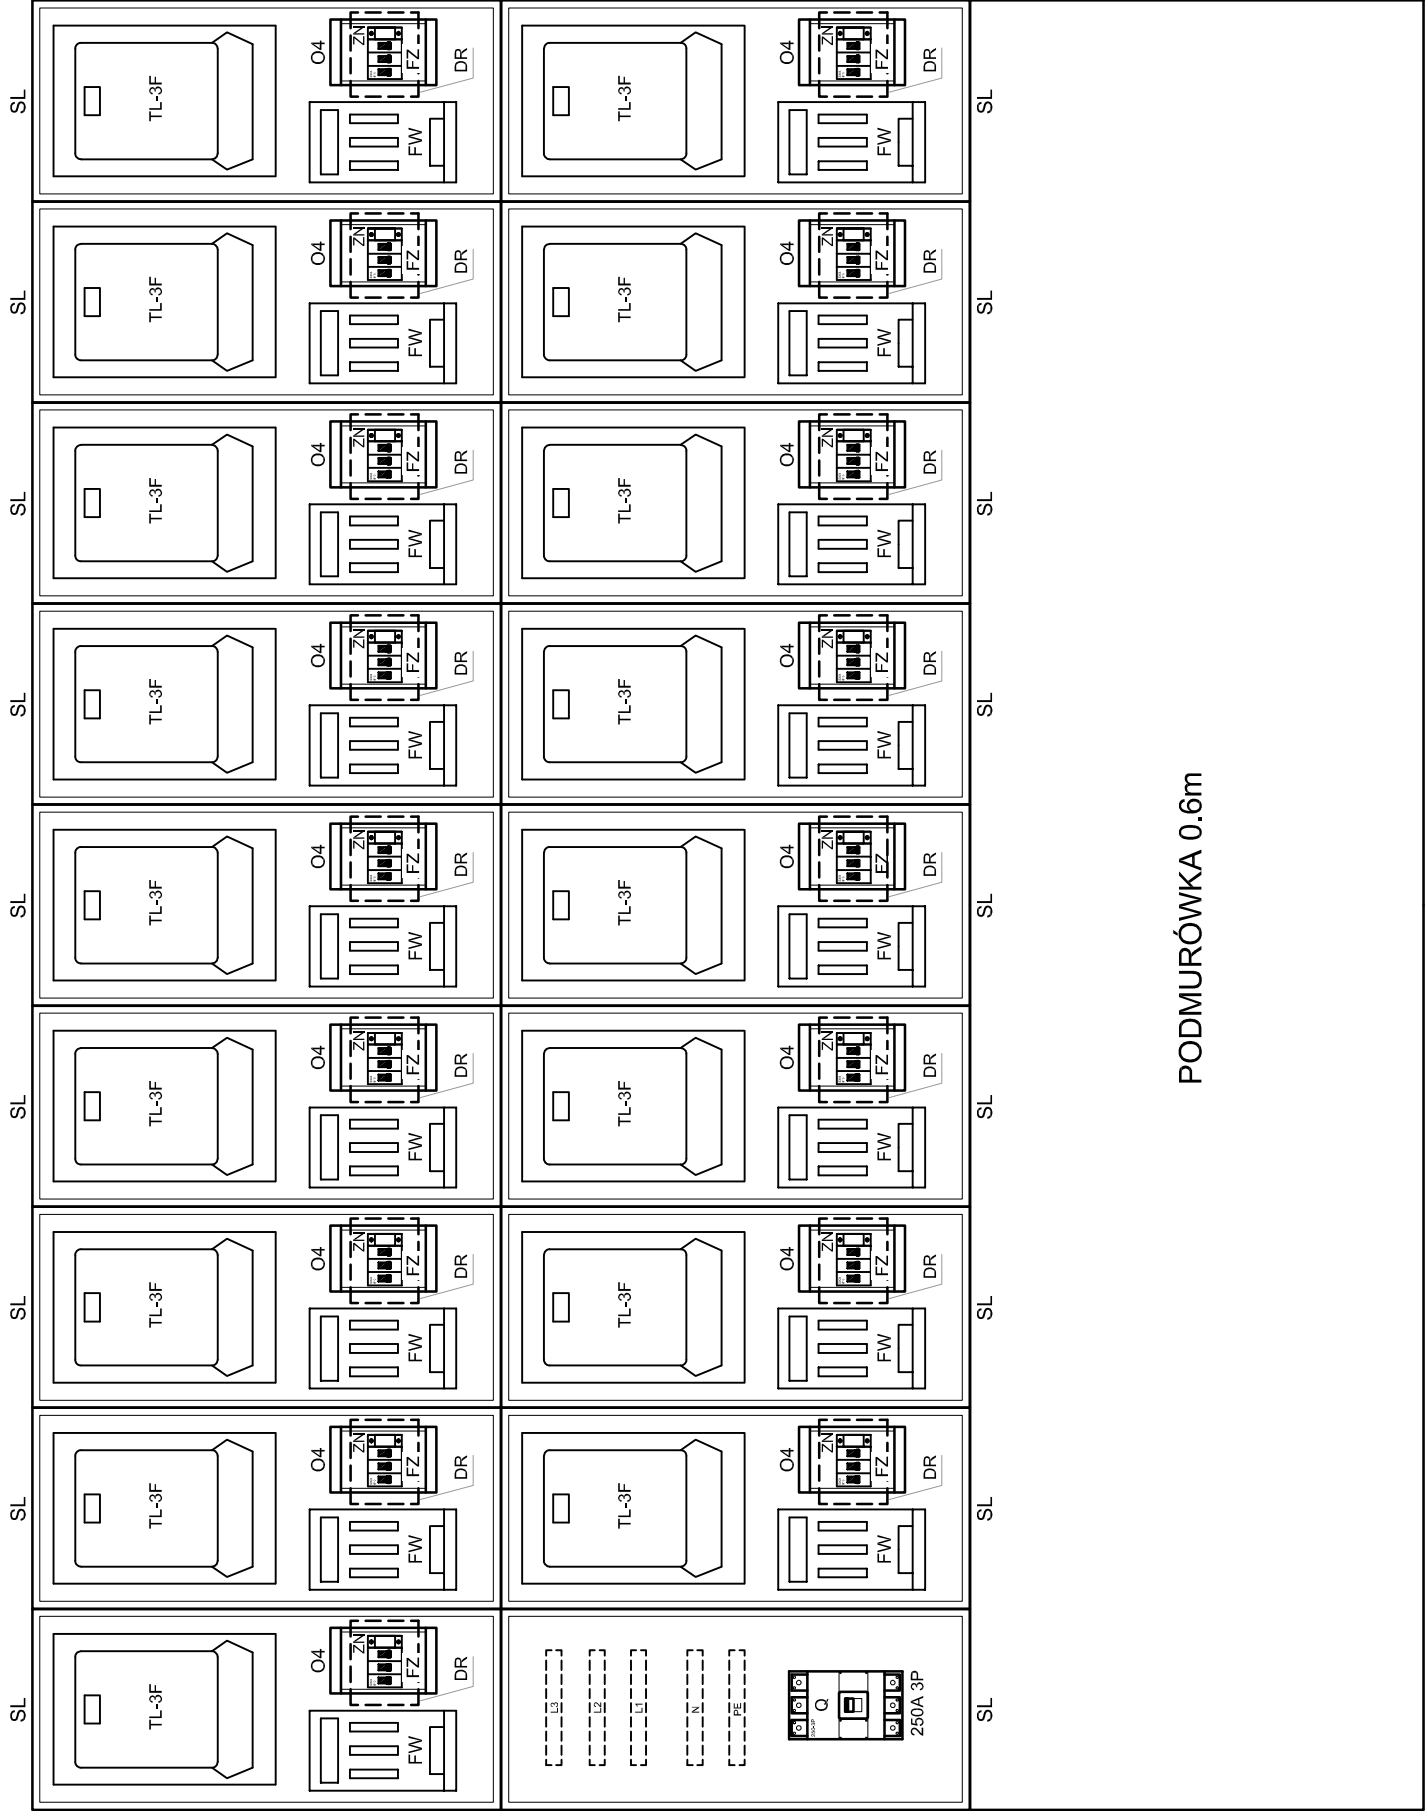 SL SL SL SL SL SL SL SL SL
TL-3F TL-3F TL-3F TL-3F TL-3F TL-3F TL-3F TL-3F TL-3F
O4 O4 O4 O4 O4 O4 O4 O4 O4
ZN ZN ZN ZN ZN ZN ZN ZN ZN
FW FZ FW FZ FW FZ FW FZ FW FZ FW FZ FW FZ FW FZ FW FZ
DR DR DR DR DR DR DR DR DR
L3
L2
L1
N
PE
Q
250A 3P
TL-3F TL-3F TL-3F TL-3F TL-3F TL-3F TL-3F TL-3F
O4 O4 O4 O4 O4 O4 O4 O4
ZN ZN ZN ZN ZN ZN ZN ZN
FW FZ FW FZ FW FZ FW FZ FW FZ FW FZ FW FZ FW FZ
DR DR DR DR DR DR DR DR
SL SL SL SL SL SL SL SL SL
PODMURÓWKA 0.6m